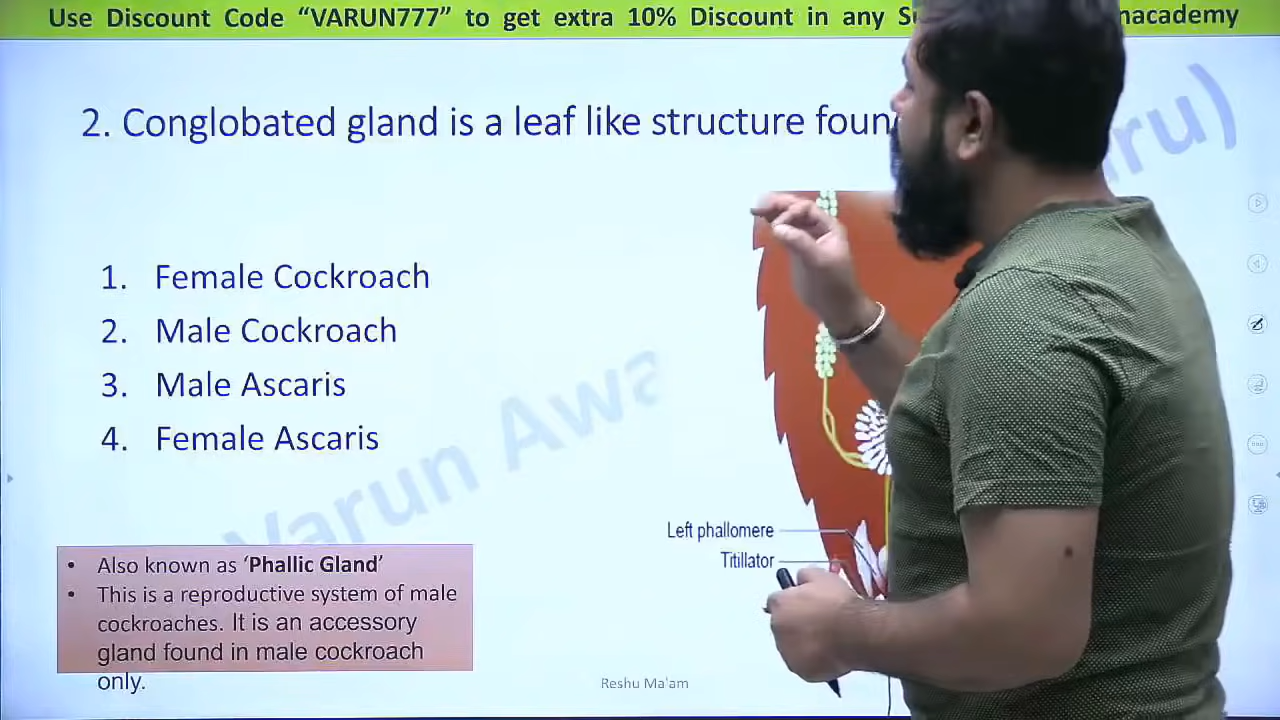 Use Discount Code “VARUN777” to get extra 10% Discount in any
2. Conglobated gland is a leaf like structure
1. Female Cockroach
2. Male Cockroach
3. Male Ascaris
4. Female Ascaris
Varun Awa
Left phallomere
Titillator
• Also known as ‘Phallic Gland’
• This is a reproductive system of male
cockroaches. It is an accessory
gland found in male cockroach
only.
Reshu Ma'am